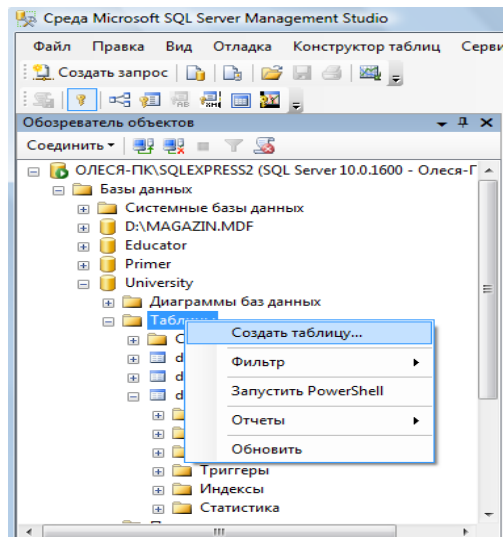 Среда Microsoft SQL Server Management Studio
Файл Правка Вид Отладка Конструктор таблиц Серви
Создать запрос
Обозреватель объектов
Соединить
ОЛЕСЯ-ПК\SQLEXPRESS2 (SQL Server 10.0.1600 - Олеся-Г
Базы данных
Системные базы данных
D:\MAGAZIN.MDF
Educator
Primer
University
Диаграммы баз данных
Таблицы
Создать таблицу...
С
d
Фильтр
d
d
Запустить PowerShell
Отчеты
Обновить
Триггеры
Индексы
Статистика